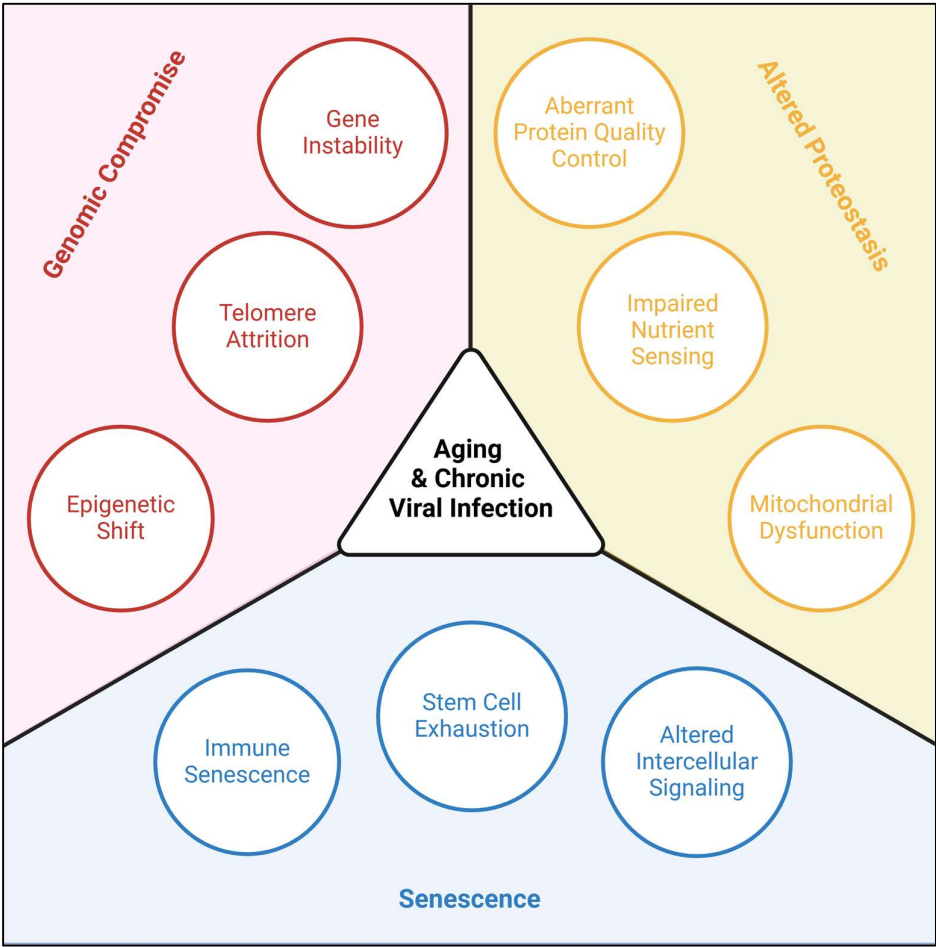 Genomic Compromise
Gene
Instability
Telomere
Attrition
Epigenetic
Shift
Altered Proteostasis
Aberrant
Protein Quality
Control
Impaired
Nutrient
Sensing
Mitochondrial
Dysfunction
Aging
& Chronic
Viral Infection
Immune
Senescence
Stem Cell
Exhaustion
Altered
Intercellular
Signaling
Senescence